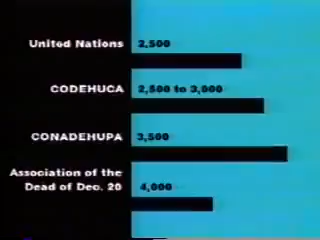 United Nations 2,500
CODEHUCA 2,500 to 3,000
CONADEHUPA 3,500
Association of the
Dead of Dec. 20 4,000